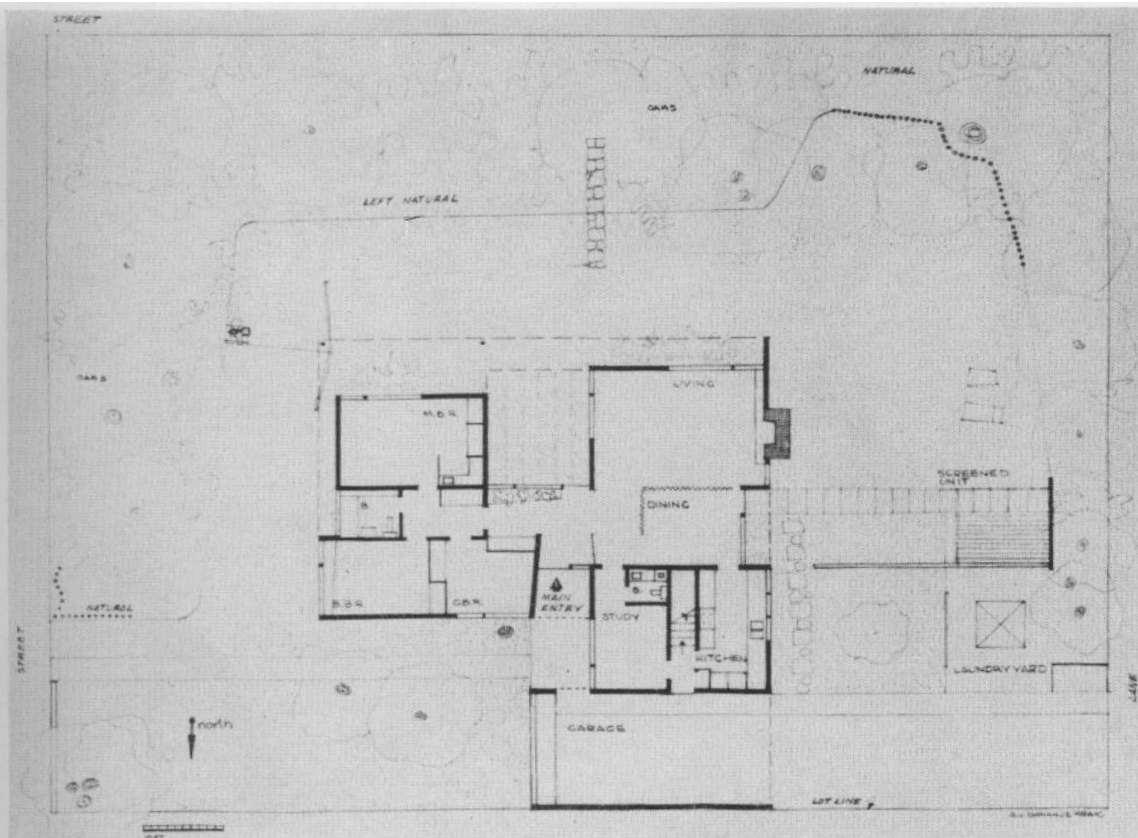 STREET
NATURAL
OAKS
LEFT NATURAL
OAKS
LIVING
M.B.R.
SCREENED
UNIT
B.
DINING
MAIN
ENTRY
B.
B.B.R.
G.B.R.
STUDY
NATURAL
KITCHEN
LAUNDRY YARD
STREET
LANE
north
GARAGE
LOT LINE